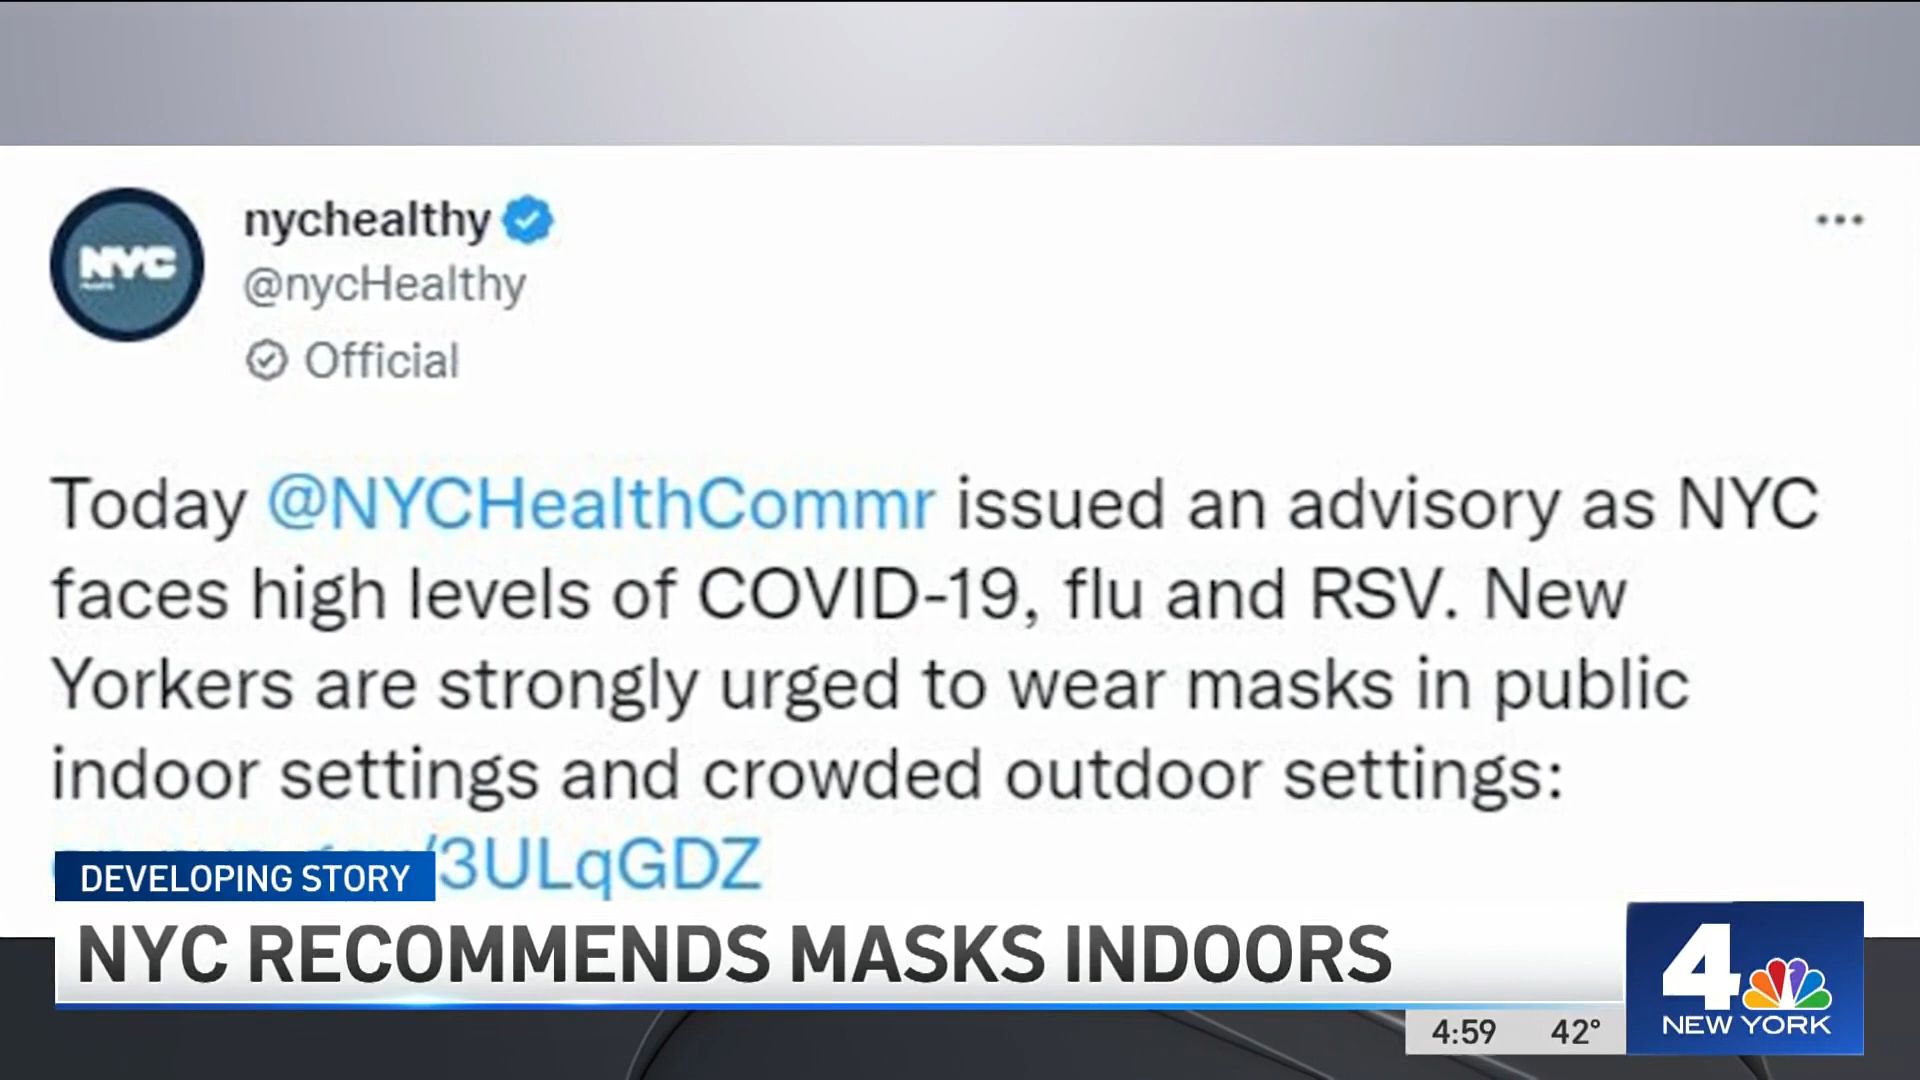 nychealthy
@nycHealthy
Official
NYC
Today @NYCHealthCommr issued an advisory as NYC
faces high levels of COVID-19, flu and RSV. New
Yorkers are strongly urged to wear masks in public
indoor settings and crowded outdoor settings:
/3ULqGDZ
DEVELOPING STORY
NYC RECOMMENDS MASKS INDOORS
4:59 42°
4
NEW YORK